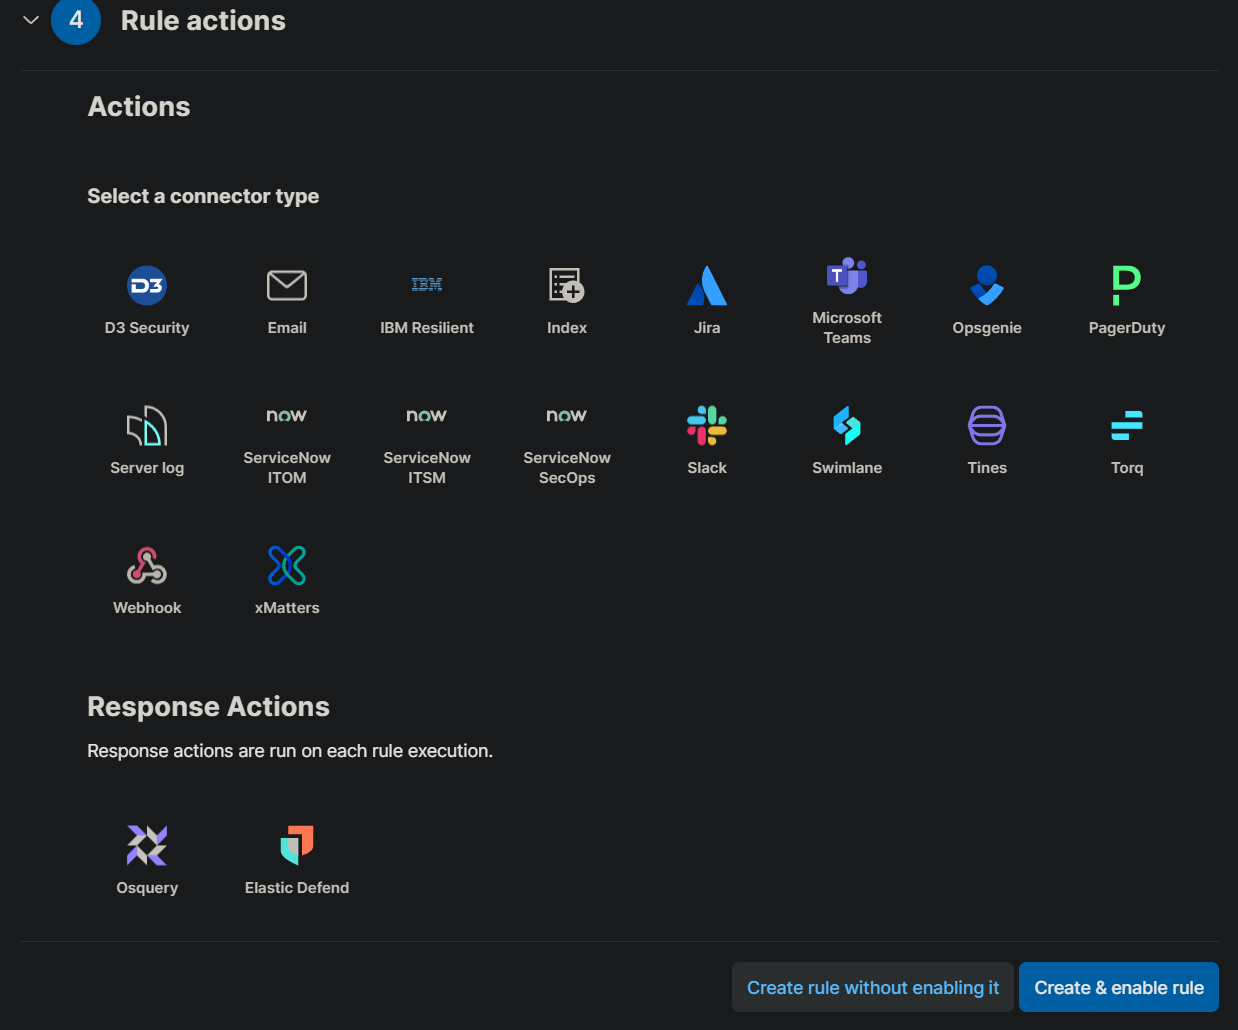 4 Rule actions
Actions
Select a connector type
D3
IBM
T
D3 Security Email IBM Resilient Index Jira Microsoft Teams Opsgenie PagerDuty
now now now
Server log ServiceNow ITOM ServiceNow ITSM ServiceNow SecOps Slack Swimlane Tines Torq
Webhook xMatters
Response Actions
Response actions are run on each rule execution.
Osquery Elastic Defend
Create rule without enabling it Create & enable rule